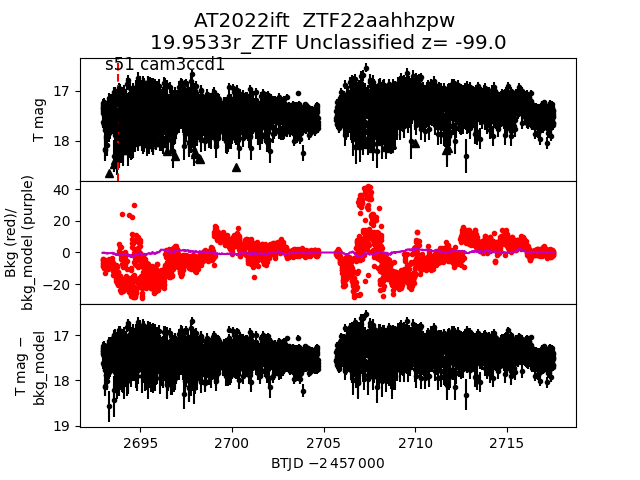 AT2022ift ZTF22aahhzpw
19.9533r_ZTF Unclassified z= -99.0
s51 cam3ccd1
T mag
17
18
Bkg (red)/
bkg_model (purple)
40
20
0
−20
T mag −
bkg_model
17
18
19
2695
2700
2705
2710
2715
BTJD −2 457 000